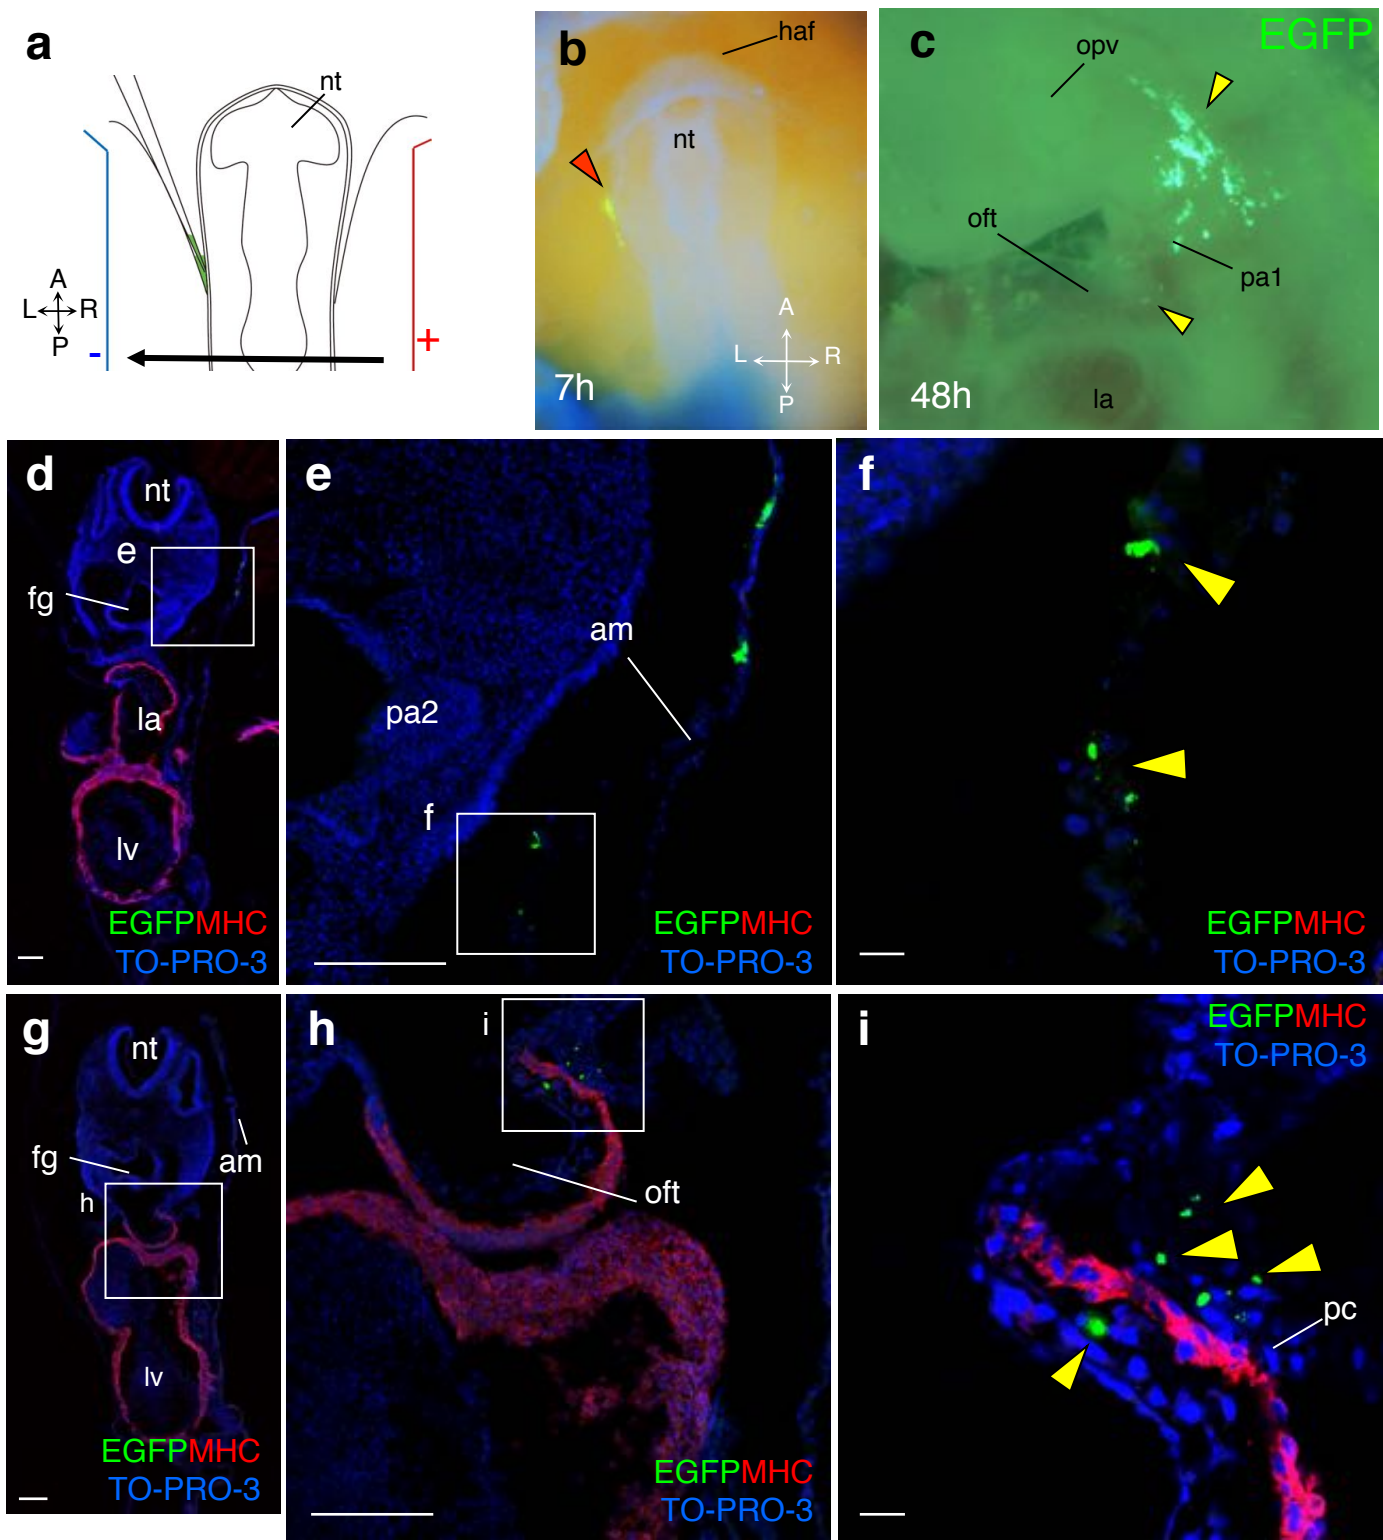 a
nt
A
L R
P
- +
b
haf
nt
A
L R
P
7h
c
EGFP
opv
oft
pa1
la
48h
d
nt
e
fg
la
lv
EGFPMHC
TO-PRO-3
e
am
pa2
f
EGFPMHC
TO-PRO-3
f
EGFPMHC
TO-PRO-3
g
nt
fg
am
h
lv
EGFPMHC
TO-PRO-3
h
i
oft
EGFPMHC
TO-PRO-3
i
EGFPMHC
TO-PRO-3
pc